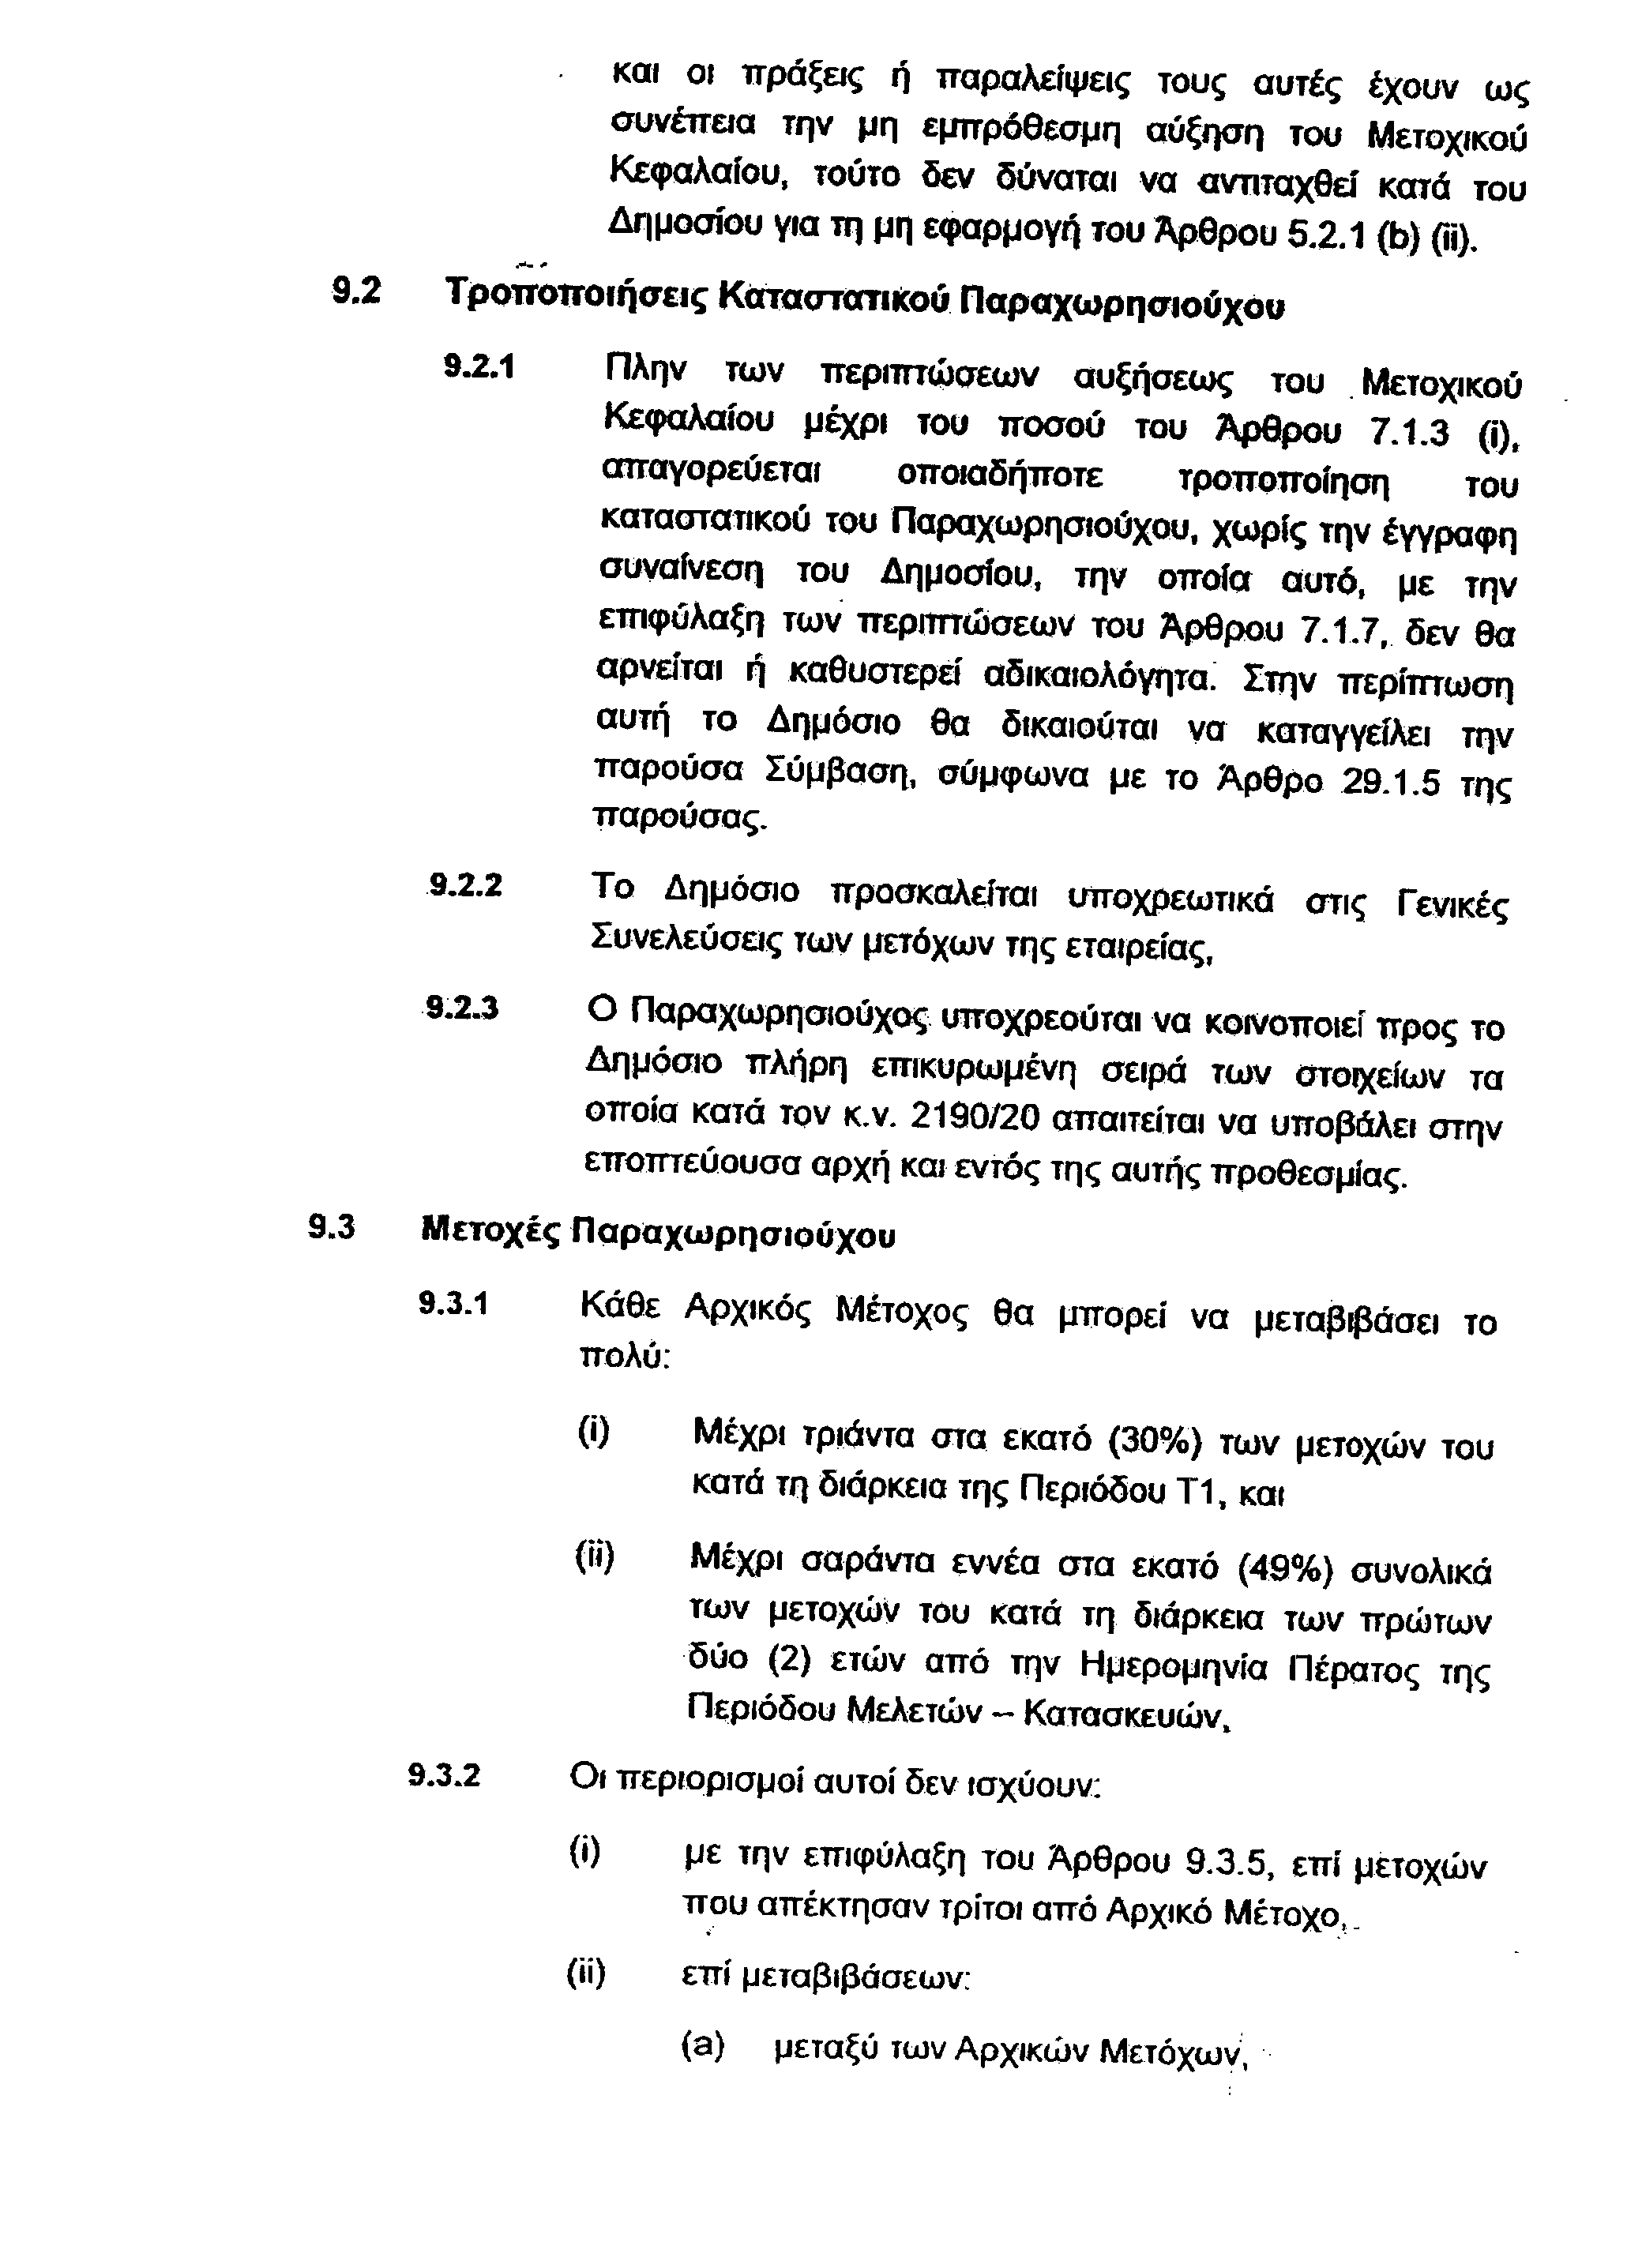 και οι πράξεις ή παραλείψεις τους αυτές έχουν ως
συνέπεια την μη εμπρόθεσμη αύξηση του Μετοχικού
Κεφαλαίου, τούτο δεν δύναται να αντιταχθεί κατά του
Δημοσίου για τη μη εφαρμογή του Άρθρου 5.2.1 (b) (ii).
9.2 Τροποποιήσεις Καταστατικού Παραχωρησιούχου
9.2.1 Πλην των περιπτώσεων αυξήσεως του Μετοχικού
Κεφαλαίου μέχρι του ποσού του Άρθρου 7.1.3 (i),
απαγορεύεται οποιαδήποτε τροποποίηση του
καταστατικού του Παραχωρησιούχου, χωρίς την έγγραφη
συναίνεση του Δημοσίου, την οποία αυτό, με την
επιφύλαξη των περιπτώσεων του Άρθρου 7.1.7, δεν θα
αρνείται ή καθυστερεί αδικαιολόγητα. Στην περίπτωση
αυτή το Δημόσιο θα δικαιούται να καταγγείλει την
παρούσα Σύμβαση, σύμφωνα με το Άρθρο 29.1.5 της
παρούσας.
9.2.2 Το Δημόσιο προσκαλείται υποχρεωτικά στις Γενικές
Συνελεύσεις των μετόχων της εταιρείας,
9.2.3 Ο Παραχωρησιούχος υποχρεούται να κοινοποιεί προς το
Δημόσιο πλήρη επικυρωμένη σειρά των στοιχείων τα
οποία κατά τον κ.ν. 2190/20 απαιτείται να υποβάλει στην
εποπτεύουσα αρχή και εντός της αυτής προθεσμίας.
9.3 Μετοχές Παραχωρησιούχου
9.3.1 Κάθε Αρχικός Μέτοχος θα μπορεί να μεταβιβάσει το
πολύ:
(i) Μέχρι τριάντα στα εκατό (30%) των μετοχών του
κατά τη διάρκεια της Περιόδου Τ1, και
(ii) Μέχρι σαράντα εννέα στα εκατό (49%) συνολικά
των μετοχών του κατά τη διάρκεια των πρώτων
δύο (2) ετών από την Ημερομηνία Πέρατος της
Περιόδου Μελετών – Κατασκευών.
9.3.2 Οι περιορισμοί αυτοί δεν ισχύουν:
(i) με την επιφύλαξη του Άρθρου 9.3.5, επί μετοχών
που απέκτησαν τρίτοι από Αρχικό Μέτοχο,
(ii) επί μεταβιβάσεων:
(a) μεταξύ των Αρχικών Μετόχων,